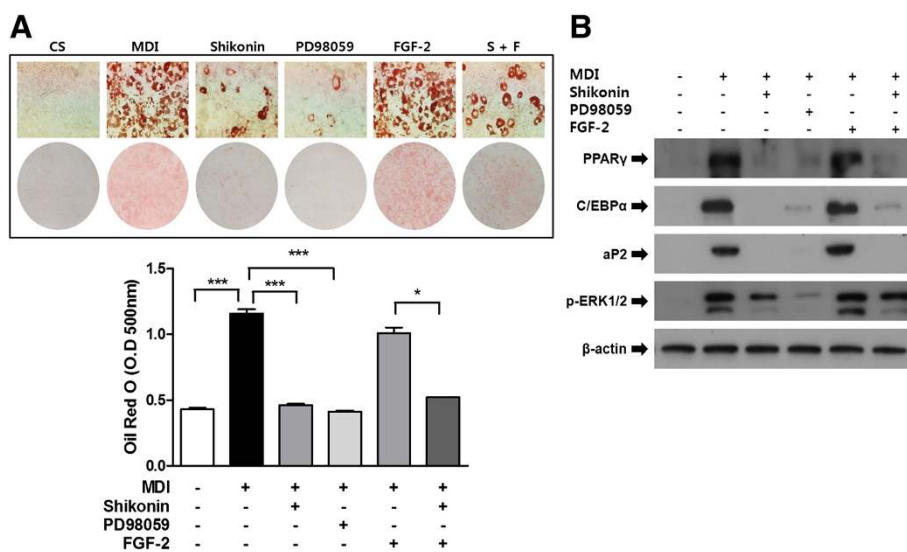 A
CS MDI Shikonin PD98059 FGF-2 S + F
Oil Red O (O.D 500nm)
1.5
1.0
0.5
0.0
*** *** *** *
MDI - + + + + +
Shikonin - - + - - +
PD98059 - - - + - -
FGF-2 - - - - + +
B
MDI - + + + + +
Shikonin - - + - - +
PD98059 - - - + - -
FGF-2 - - - - + +
PPARγ
C/EBPα
aP2
p-ERK1/2
β-actin